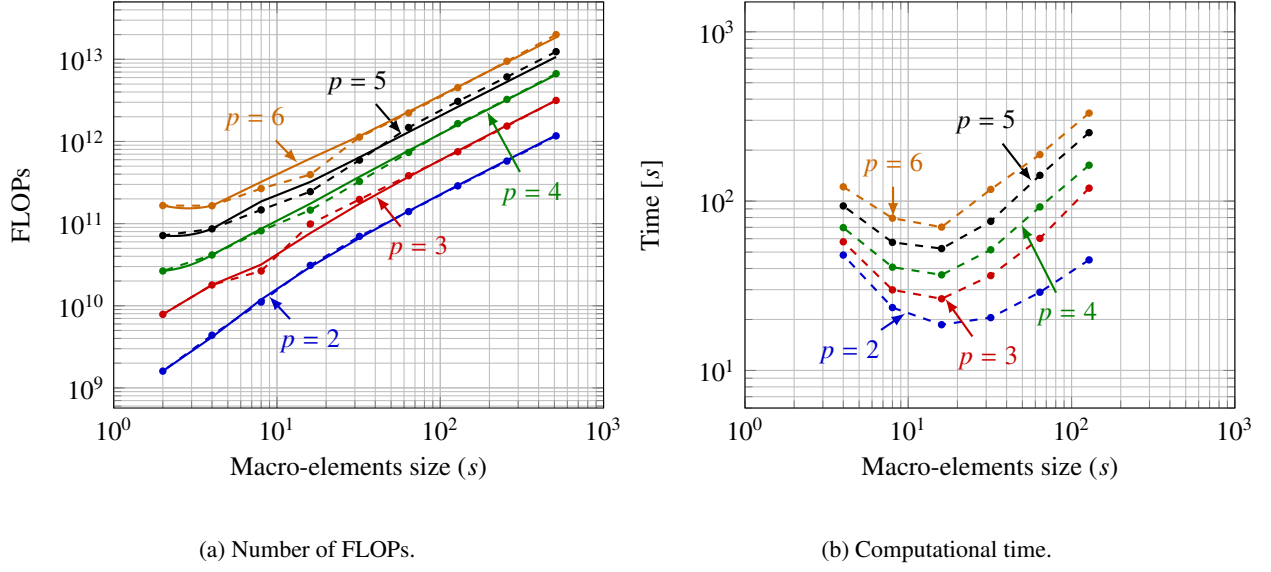 10^13
10^12
10^11
10^10
10^9
FLOPs
p = 6
p = 5
p = 4
p = 3
p = 2
10^0
10^1
10^2
10^3
Macro-elements size (s)
(a) Number of FLOPs.
10^3
10^2
10^1
Time [s]
p = 5
p = 6
p = 4
p = 2
p = 3
10^0
10^1
10^2
10^3
Macro-elements size (s)
(b) Computational time.